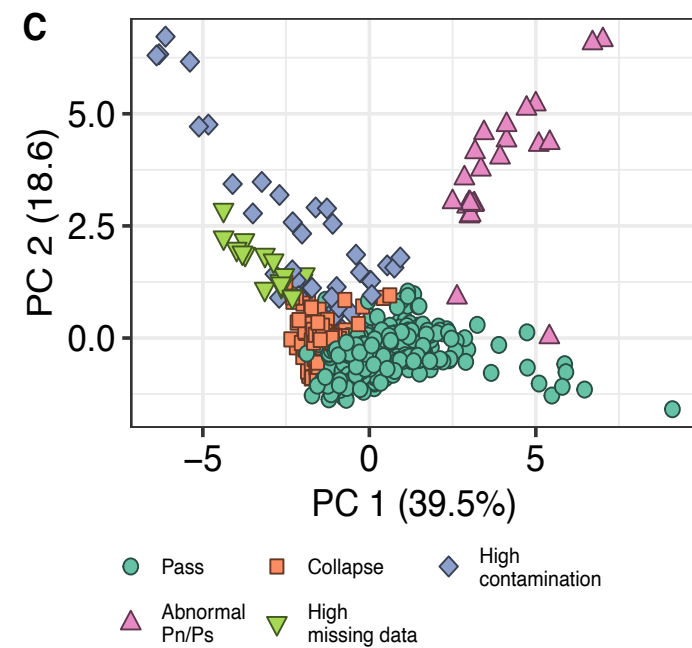 C
PC 2 (18.6)
5.0
2.5
0.0
−5
0
5
PC 1 (39.5%)
Pass
Collapse
High
contamination
Abnormal
Pn/Ps
High
missing data